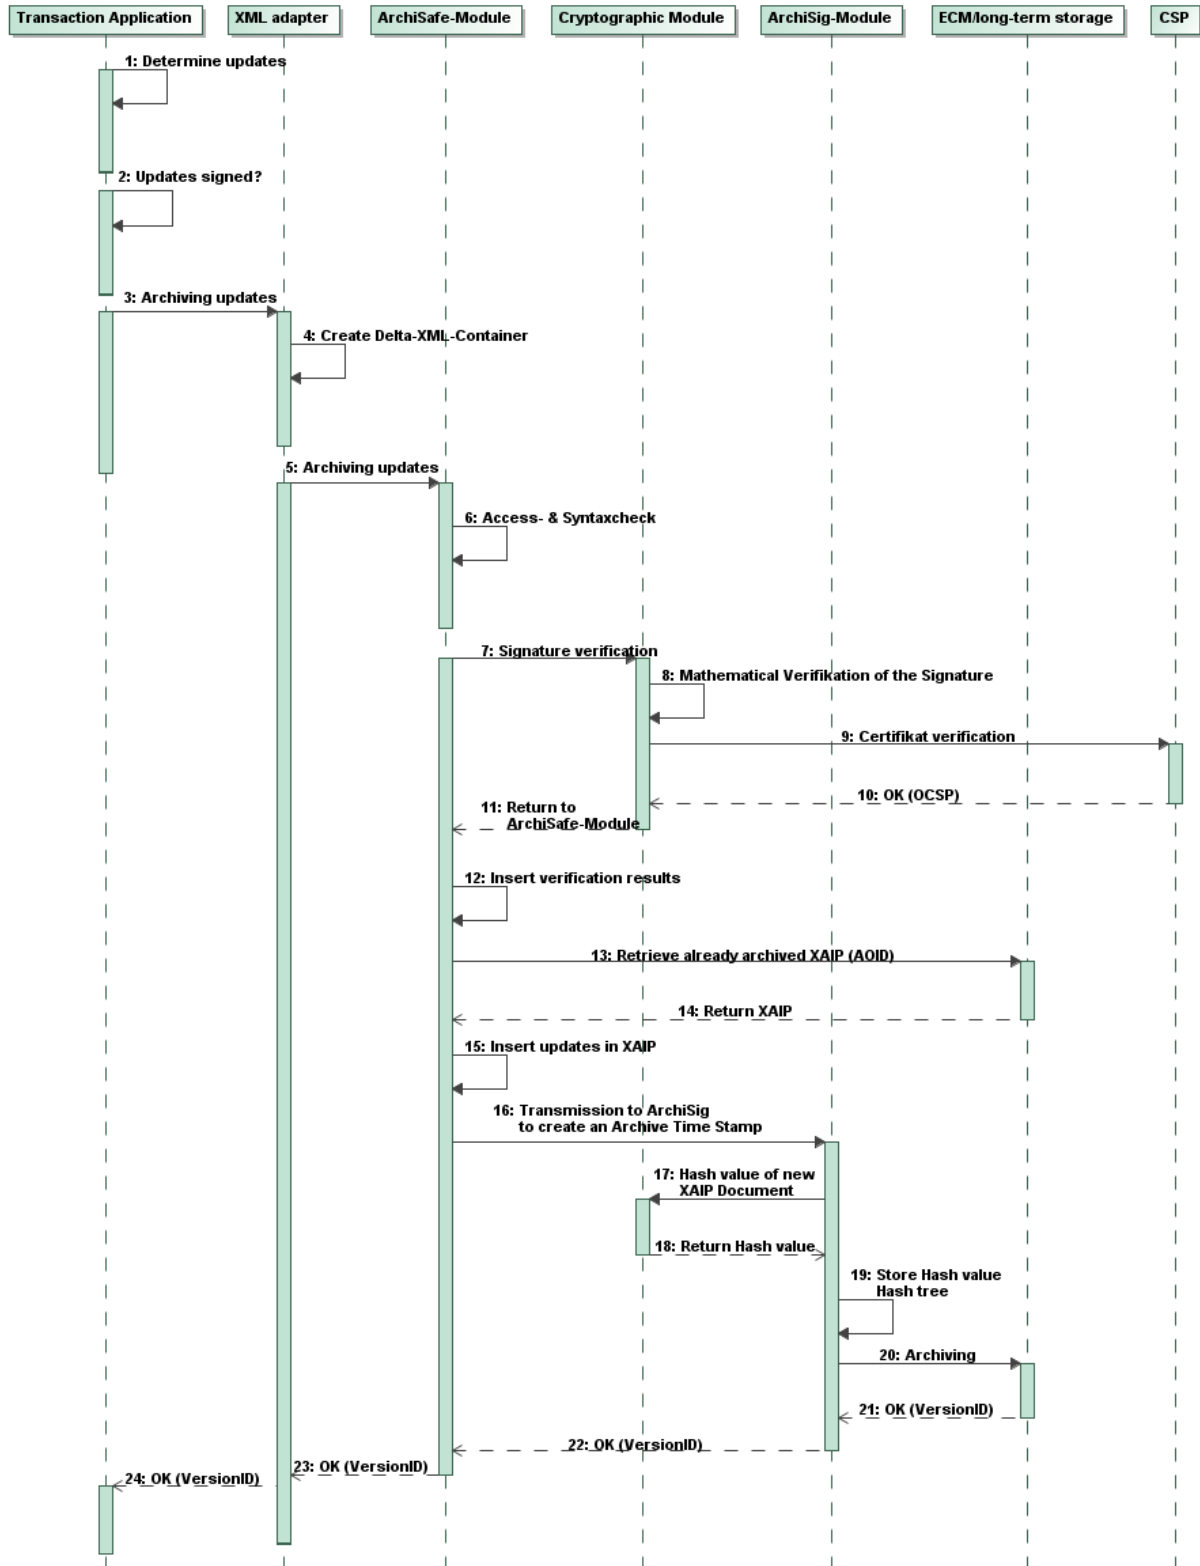 Transaction Application
XML adapter
ArchiSafe-Module
Cryptographic Module
ArchiSig-Module
ECM/long-term storage
CSP
1: Determine updates
2: Updates signed?
3: Archiving updates
4: Create Delta-XML-Container
5: Archiving updates
6: Access- & Syntaxcheck
7: Signature verification
8: Mathematical Verifikation of the Signature
9: Certifikat verification
10: OK (OCSP)
11: Return to
ArchiSafe-Module
12: Insert verification results
13: Retrieve already archived XAIP (AOID)
14: Return XAIP
15: Insert updates in XAIP
16: Transmission to ArchiSig
to create an Archive Time Stamp
17: Hash value of new
XAIP Document
18: Return Hash value
19: Store Hash value
Hash tree
20: Archiving
21: OK (VersionID)
22: OK (VersionID)
23: OK (VersionID)
24: OK (VersionID)